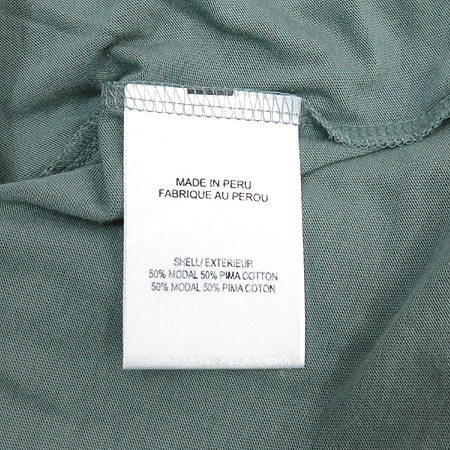 MADE IN PERU
FABRIQUE AU PEROU
SHELL/EXTERIEUR
50% MODAL 50% PIMA COTTON
50% MODAL 50% PIMA COTON